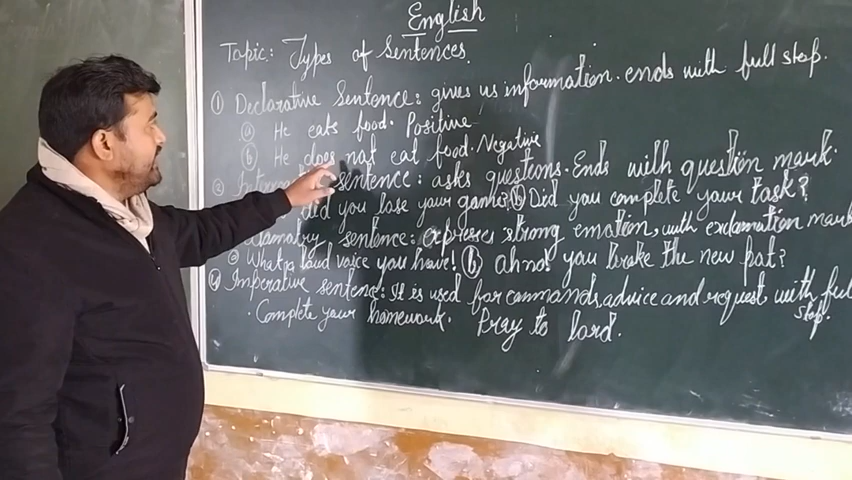 English
Topic: Types of Sentences.
① Declarative Sentence: gives us information. ends with full stop.
ⓐ He eats food. Positive
ⓑ He does not eat food. Negative
② sentence: asks questions. Ends with question mark.
did you lose your game? ⓑ Did you complete your task?
sentence: expresses strong emotion, with exclamation mark
ⓐ What a loud voice you have! ⓑ ah no! you broke the new pot?
④ Imperative sentence: It is used for commands, advice and request, with full
stop.
. Complete your homework. Pray to lord.